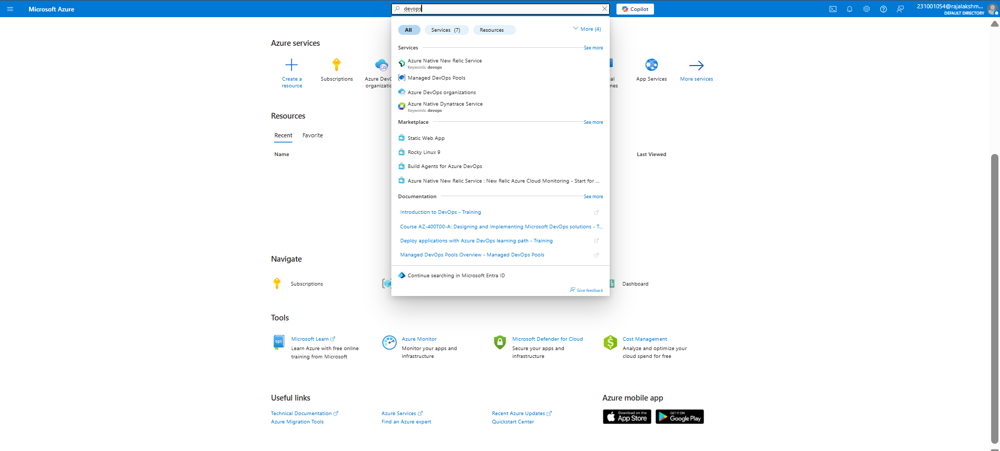 Microsoft Azure
devops
Copilot
231001054@rajalakshm...
DEFAULT DIRECTORY
All
Services (7)
Resources
More (4)
Services
See more
Azure Native New Relic Service
Keywords: devops
Managed DevOps Pools
Azure DevOps organizations
Azure Native Dynatrace Service
Keywords: devops
Marketplace
See more
Static Web App
Rocky Linux 9
Build Agents for Azure DevOps
Azure Native New Relic Service : New Relic Azure Cloud Monitoring - Start for ...
Documentation
See more
Introduction to DevOps - Training
Course AZ-400T00-A: Designing and Implementing Microsoft DevOps solutions - T...
Deploy applications with Azure DevOps learning path - Training
Managed DevOps Pools Overview - Managed DevOps Pools
Continue searching in Microsoft Entra ID
Give feedback
Azure services
Create a
resource
Subscriptions
Azure DevO
organizatio
al
nes
App Services
More services
Resources
Recent
Favorite
Name
Last Viewed
Navigate
Subscriptions
Dashboard
Tools
101
Microsoft Learn
Learn Azure with free online
training from Microsoft
Azure Monitor
Monitor your apps and
infrastructure
Microsoft Defender for Cloud
Secure your apps and
infrastructure
Cost Management
Analyze and optimize your
cloud spend for free
Useful links
Technical Documentation
Azure Services
Recent Azure Updates
Azure Migration Tools
Find an Azure expert
Quickstart Center
Azure mobile app
Download on the
App Store
GET IT ON
Google Play